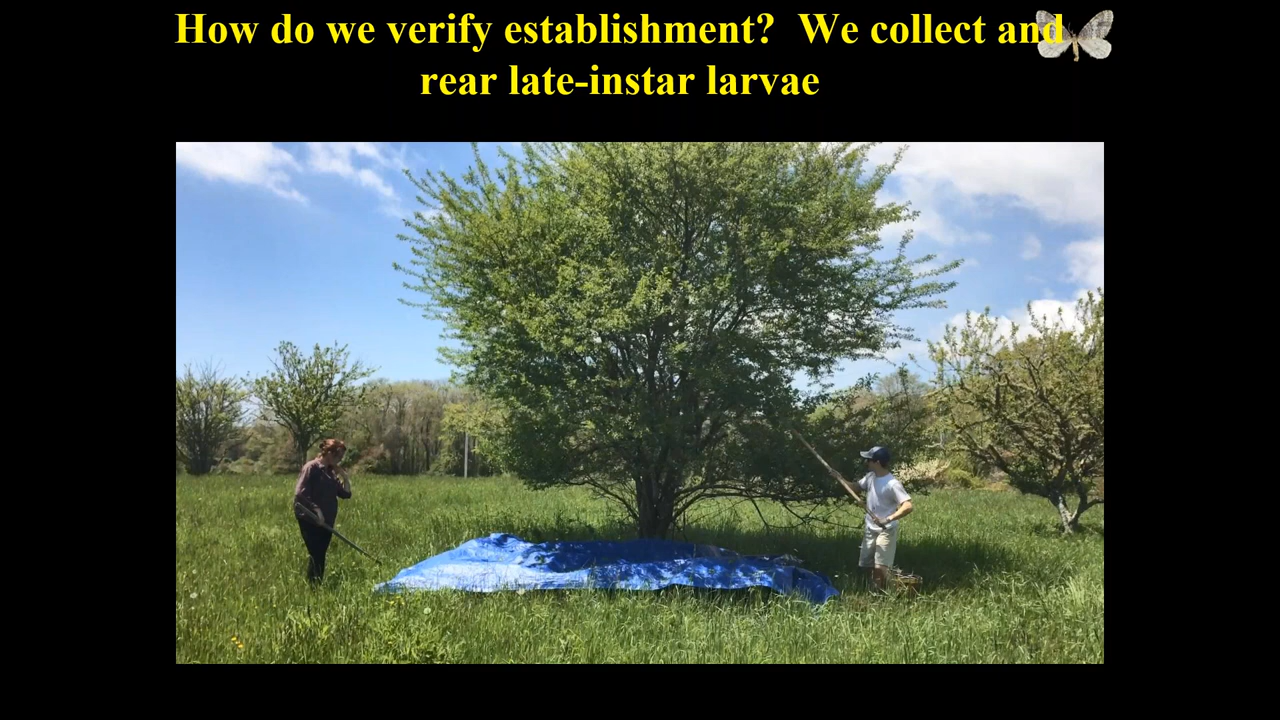 How do we verify establishment?  We collect and
rear late-instar larvae